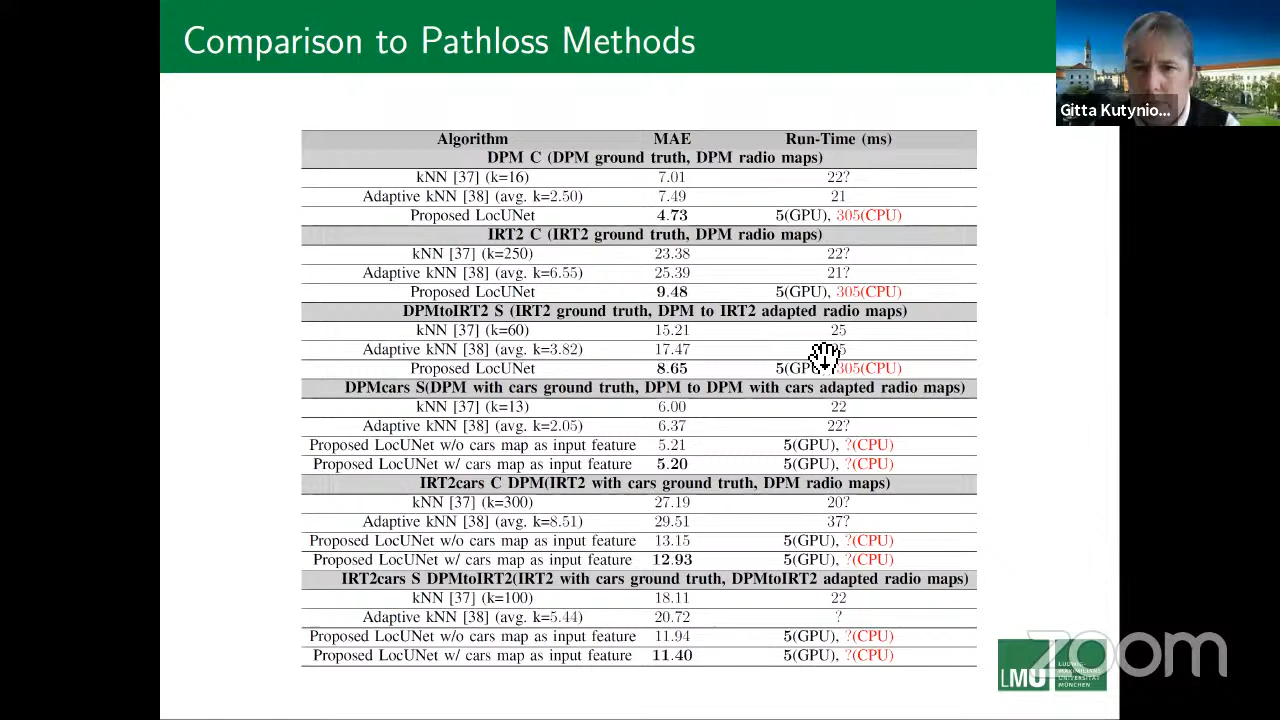 Comparison to Pathloss Methods
Gitta Kutynio...
Algorithm MAE Run-Time (ms)
DPM C (DPM ground truth, DPM radio maps)
kNN [37] (k=16) 7.01 22?
Adaptive kNN [38] (avg. k=2.50) 7.49 21
Proposed LocUNet 4.73 5(GPU), 305(CPU)
IRT2 C (IRT2 ground truth, DPM radio maps)
kNN [37] (k=250) 23.38 22?
Adaptive kNN [38] (avg. k=6.55) 25.39 21?
Proposed LocUNet 9.48 5(GPU), 305(CPU)
DPMtoIRT2 S (IRT2 ground truth, DPM to IRT2 adapted radio maps)
kNN [37] (k=60) 15.21 25
Adaptive kNN [38] (avg. k=3.82) 17.47
Proposed LocUNet 8.65 5(GPU), 305(CPU)
DPMcars S(DPM with cars ground truth, DPM to DPM with cars adapted radio maps)
kNN [37] (k=13) 6.00 22
Adaptive kNN [38] (avg. k=2.05) 6.37 22?
Proposed LocUNet w/o cars map as input feature 5.21 5(GPU), ?(CPU)
Proposed LocUNet w/ cars map as input feature 5.20 5(GPU), ?(CPU)
IRT2cars C DPM(IRT2 with cars ground truth, DPM radio maps)
kNN [37] (k=300) 27.19 20?
Adaptive kNN [38] (avg. k=8.51) 29.51 37?
Proposed LocUNet w/o cars map as input feature 13.15 5(GPU), ?(CPU)
Proposed LocUNet w/ cars map as input feature 12.93 5(GPU), ?(CPU)
IRT2cars S DPMtoIRT2(IRT2 with cars ground truth, DPMtoIRT2 adapted radio maps)
kNN [37] (k=100) 18.11 22
Adaptive kNN [38] (avg. k=5.44) 20.72 ?
Proposed LocUNet w/o cars map as input feature 11.94 5(GPU), ?(CPU)
Proposed LocUNet w/ cars map as input feature 11.40 5(GPU), ?(CPU)
LMU
LUDWIG-
MAXIMILIANS-
UNIVERSITÄT
MÜNCHEN
zoom